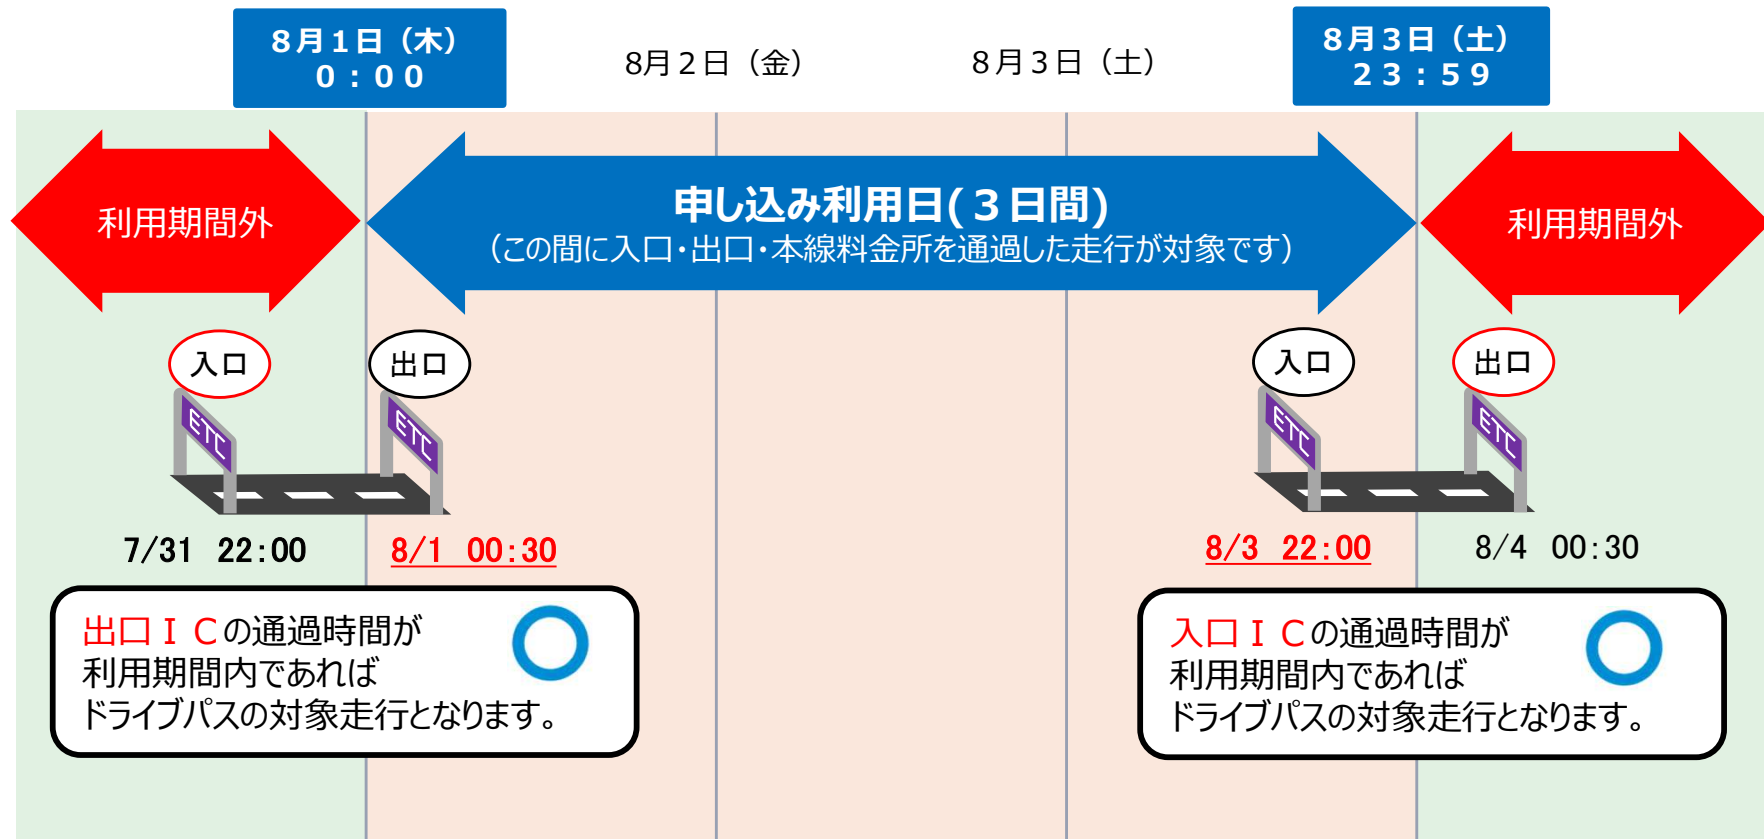 8月1日（木）
0：00
8月2日（金）
8月3日（土）
8月3日（土）
23：59
利用期間外
申し込み利用日(３日間)
（この間に入口・出口・本線料金所を通過した走行が対象です）
利用期間外
入口
出口
入口
出口
ETC
ETC
ETC
ETC
7/31 22:00
8/1 00:30
8/3 22:00
8/4 00:30
出口ＩＣの通過時間が
利用期間内であれば
ドライブパスの対象走行となります。
入口ＩＣの通過時間が
利用期間内であれば
ドライブパスの対象走行となります。